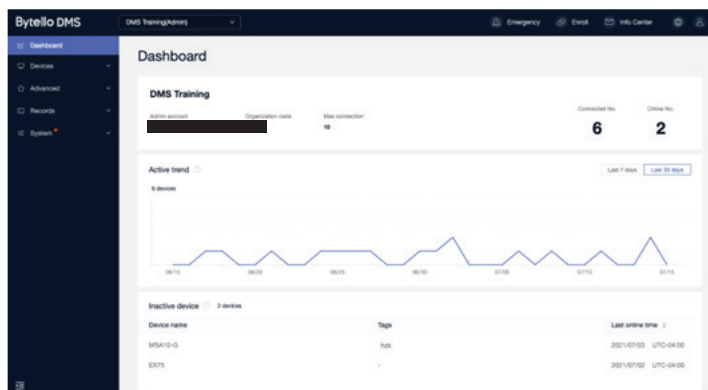 Bytello DMS
DMS Training(Admin)
Emergency
Enroll
Info Center
Dashboard
Devices
Advanced
Records
System
Dashboard
DMS Training
Admin account Organization code Max connection
10
Connected No. Online No.
6 2
Active trend
Last 7 days Last 30 days
5 devices
06/15 06/20 06/25 06/30 07/05 07/10 07/15
Inactive device 2 devices
Device name Tags Last online time
MSA10-G hdk 2021/07/03 UTC-04:00
EX75 - 2021/07/02 UTC-04:00